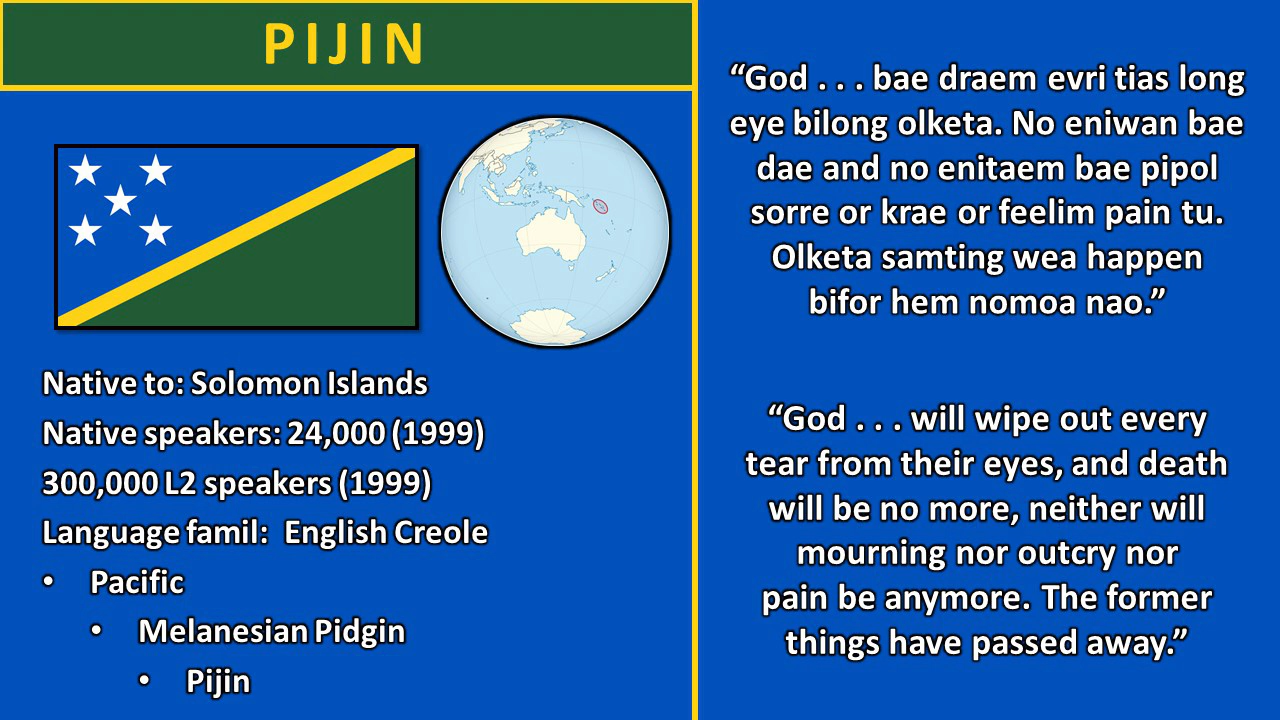 PIJIN
Native to: Solomon Islands
Native speakers: 24,000 (1999)
300,000 L2 speakers (1999)
Language famil:  English Creole
• Pacific
• Melanesian Pidgin
• Pijin
“God . . . bae draem evri tias long
eye bilong olketa. No eniwan bae
dae and no enitaem bae pipol
sorre or krae or feelim pain tu.
Olketa samting wea happen
bifor hem nomoa nao.”
“God . . . will wipe out every
tear from their eyes, and death
will be no more, neither will
mourning nor outcry nor
pain be anymore. The former
things have passed away.”